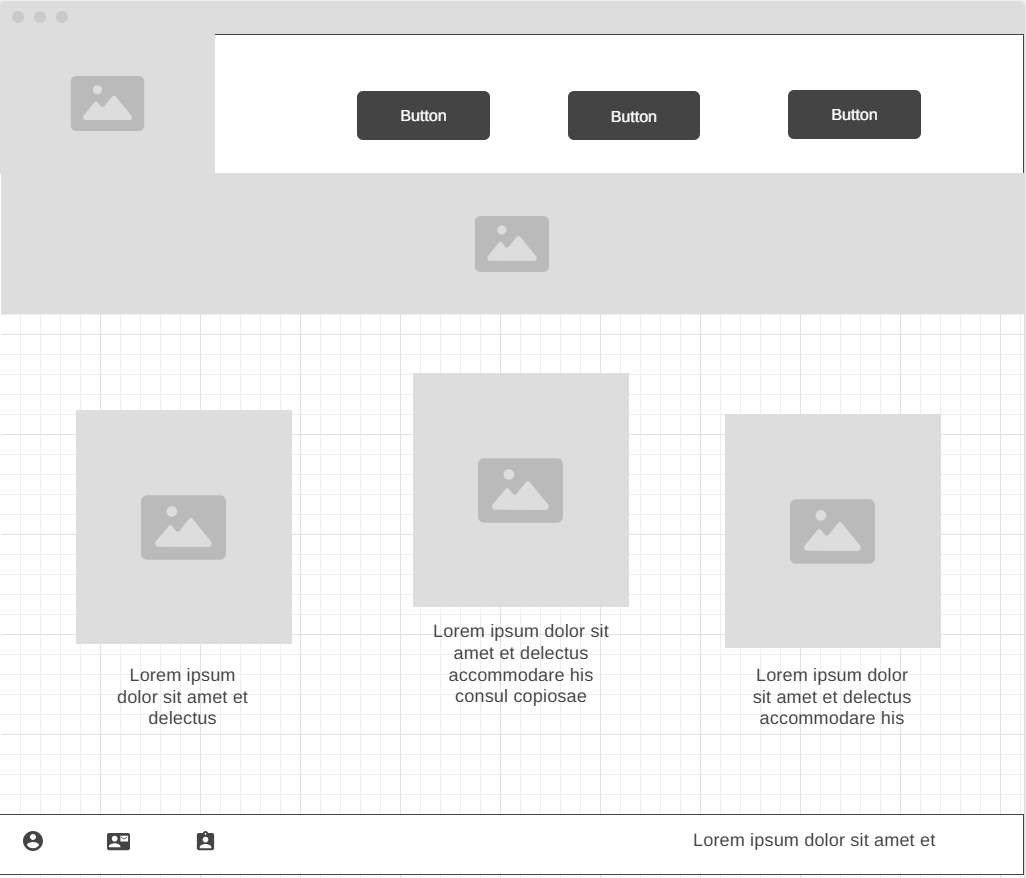 Button
Button
Button
Lorem ipsum
dolor sit amet et
delectus
Lorem ipsum dolor sit
amet et delectus
accommodare his
consul copiosae
Lorem ipsum dolor
sit amet et delectus
accommodare his
Lorem ipsum dolor sit amet et